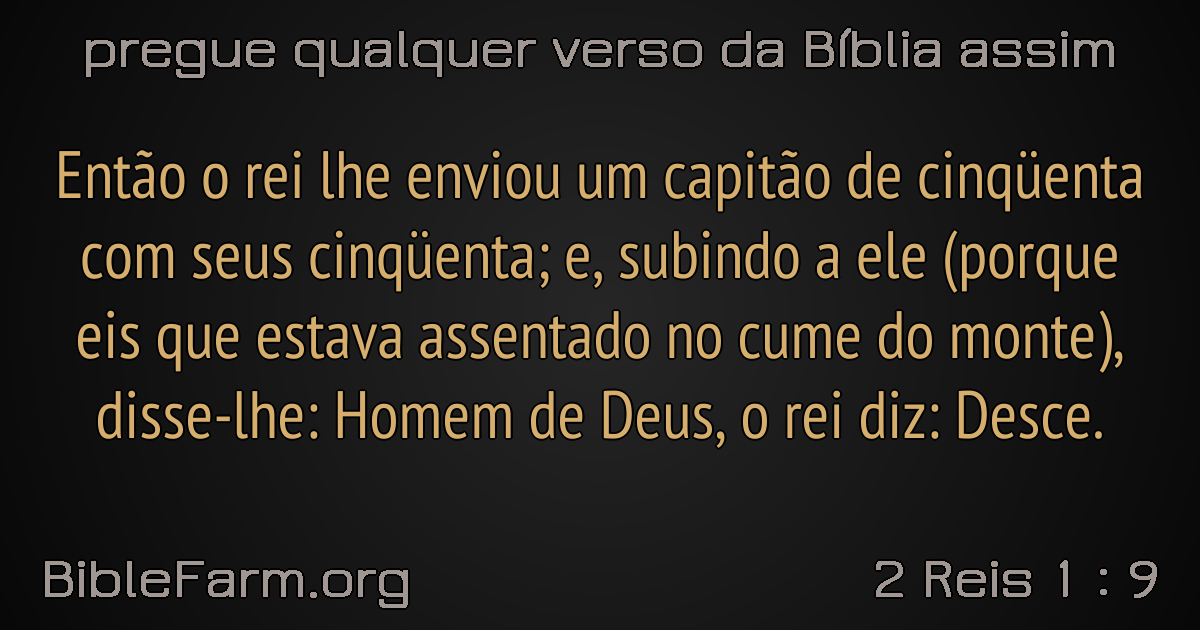 pregue qualquer verso da Bíblia assim
Então o rei lhe enviou um capitão de cinqüenta
com seus cinqüenta; e, subindo a ele (porque
eis que estava assentado no cume do monte),
disse-lhe: Homem de Deus, o rei diz: Desce.
BibleFarm.org
2 Reis 1 : 9